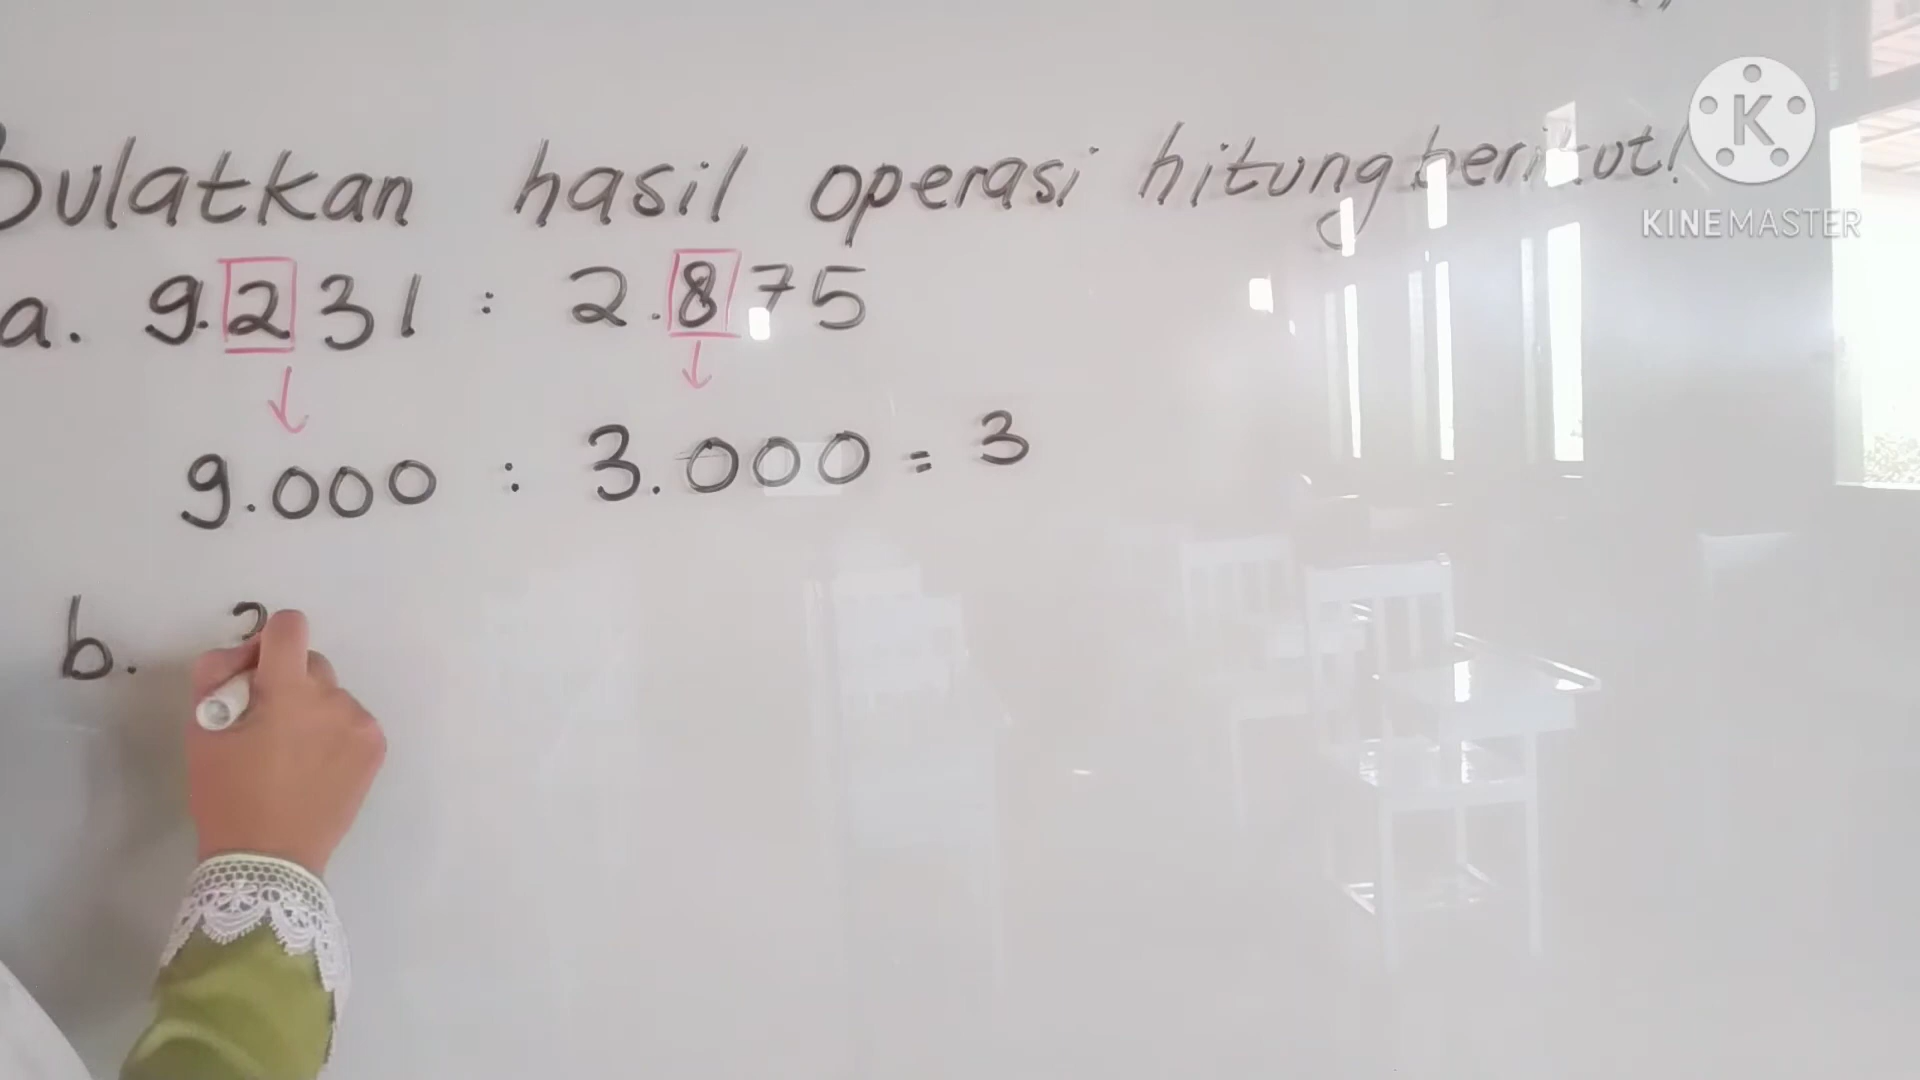 Bulatkan hasil operasi hitung berikut!
a. 9.231 : 2.875
9.000 : 3.000 = 3
b.
K
KINEMASTER